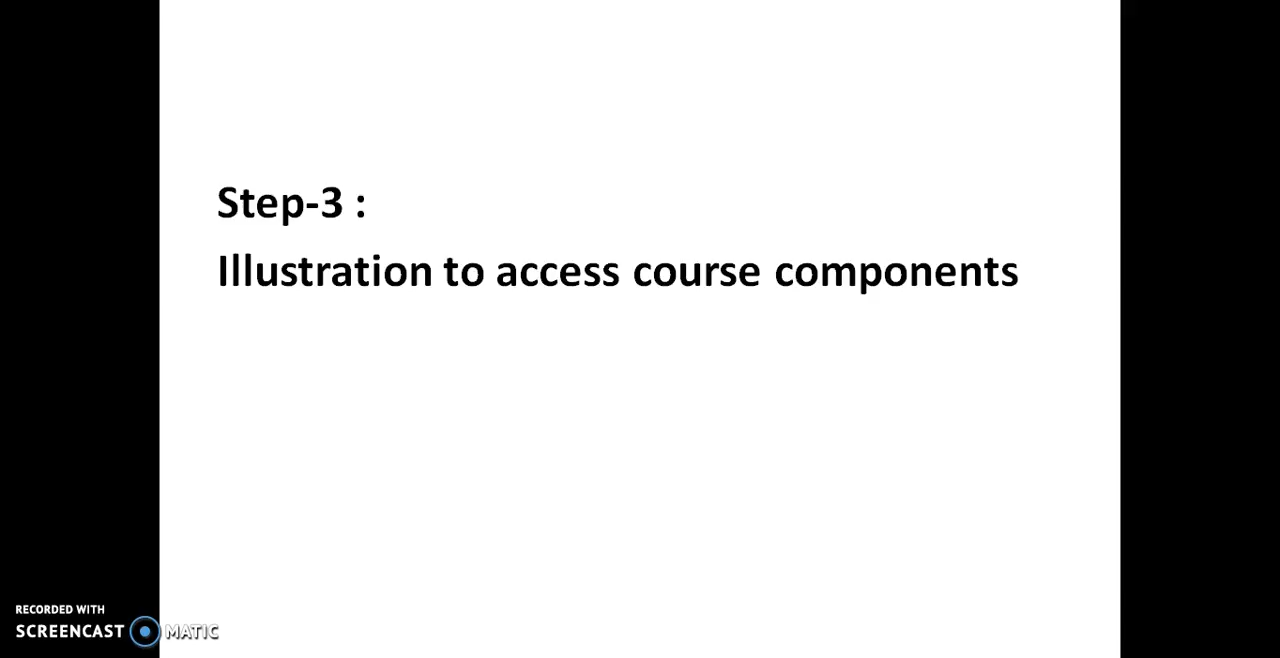 Step-3 :
Illustration to access course components
RECORDED WITH
SCREENCAST MATIC